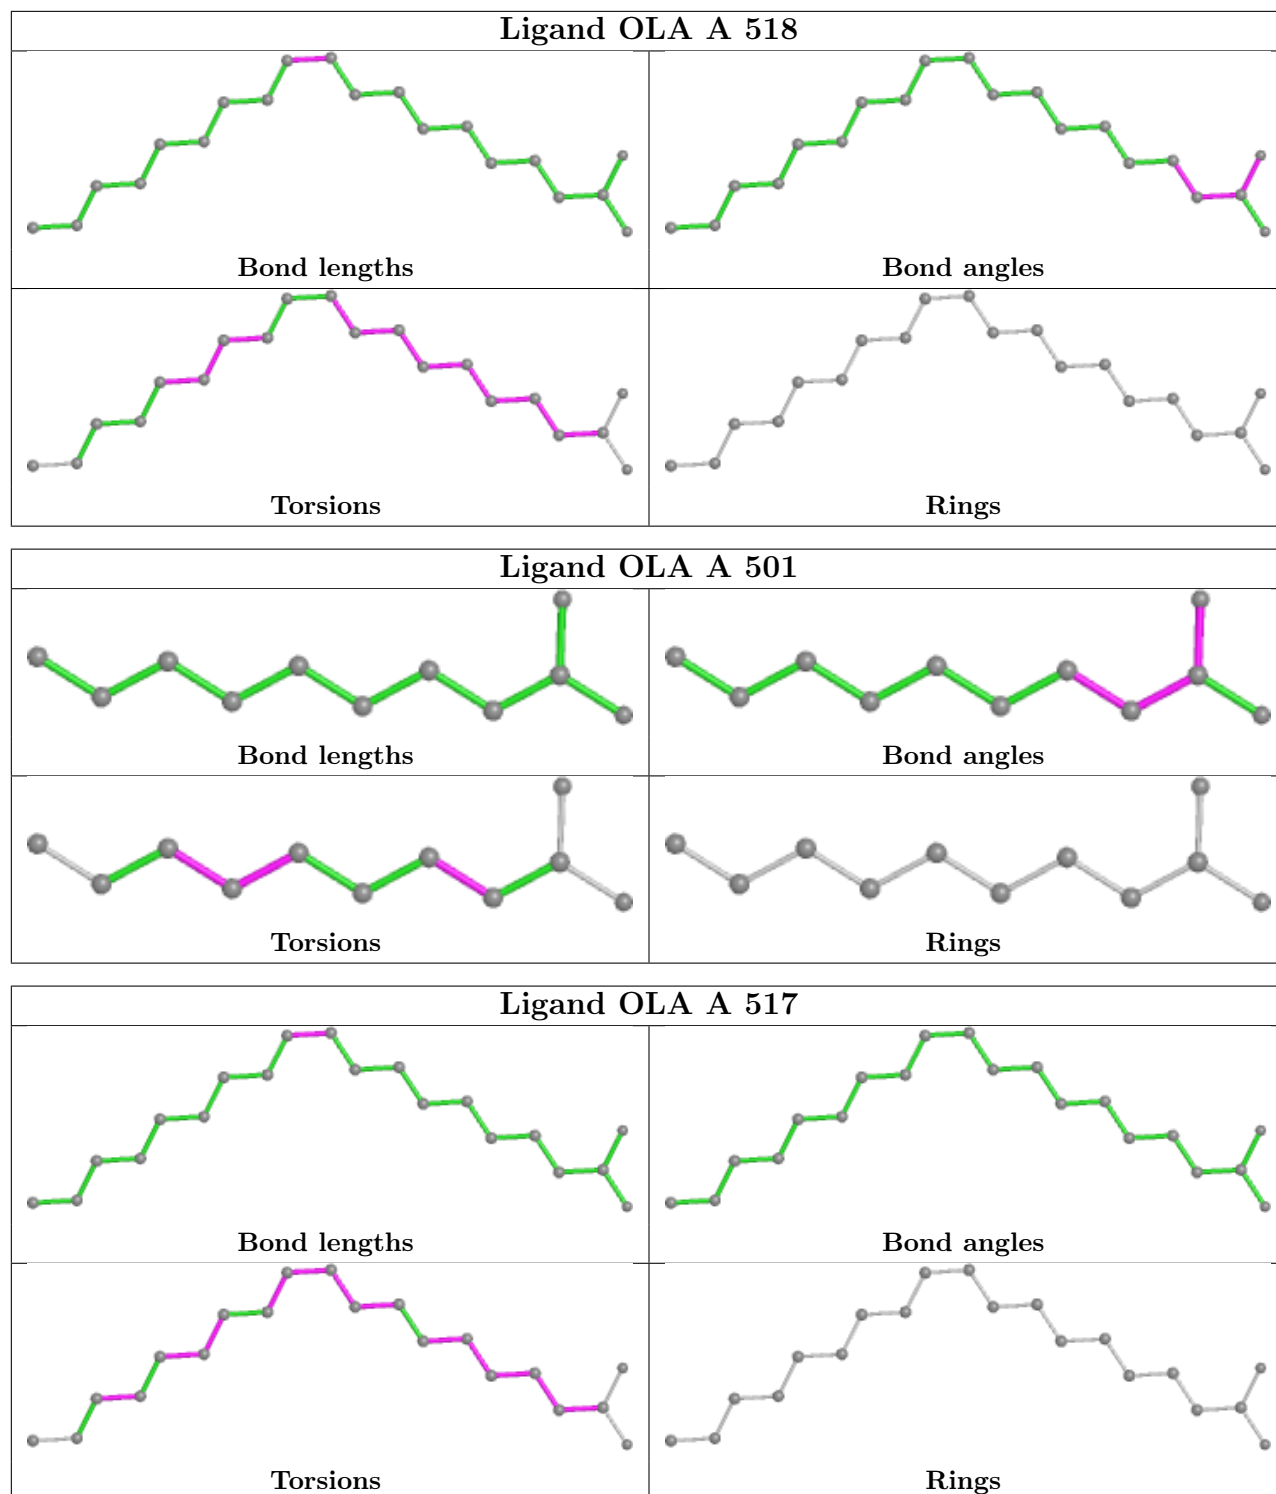 Ligand OLA A 518
Bond lengths
Bond angles
Torsions
Rings
Ligand OLA A 501
Bond lengths
Bond angles
Torsions
Rings
Ligand OLA A 517
Bond lengths
Bond angles
Torsions
Rings